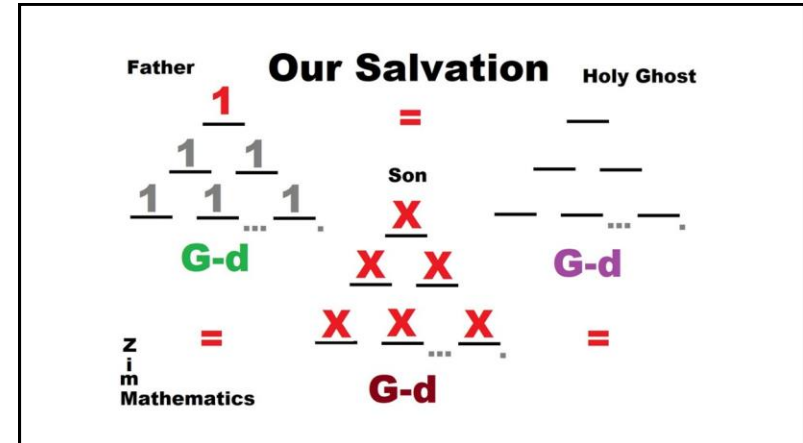 Father Our Salvation Holy Ghost
1 =
1 1
Son
1 1 ... 1 . X ... .
G-d X X G-d
= X X ... X . =
Z
i
m
Mathematics G-d